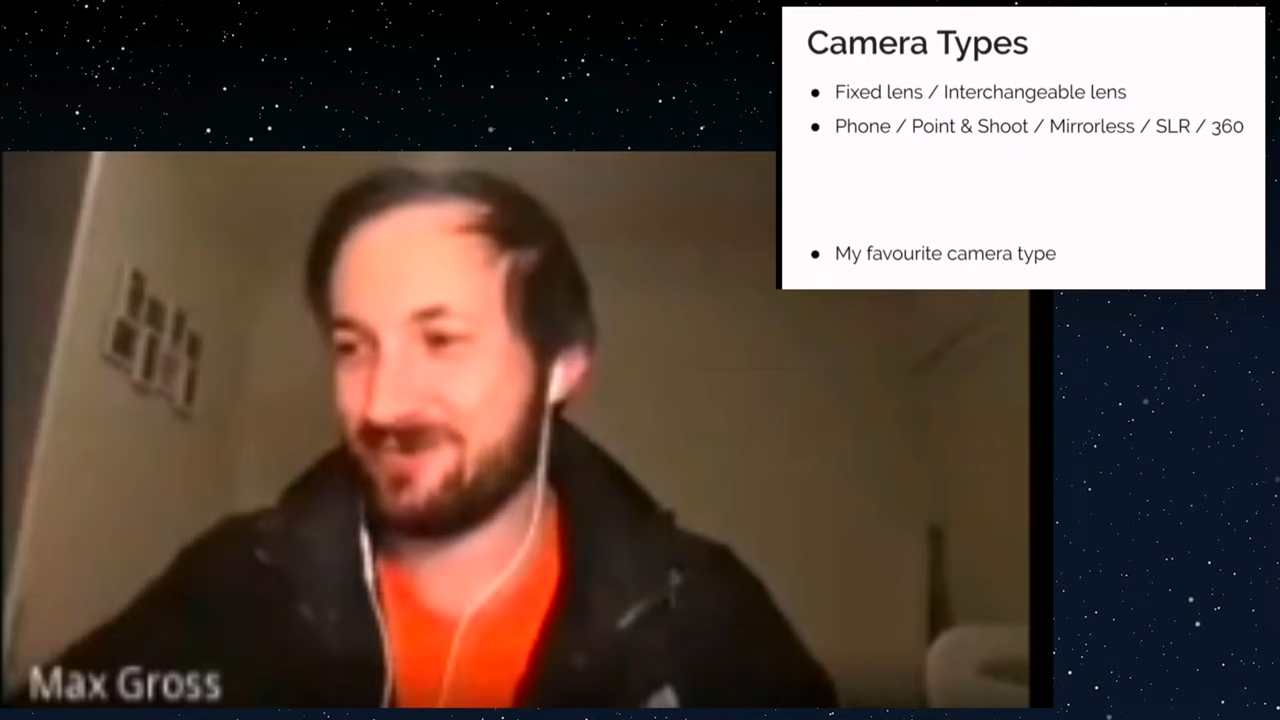 Camera Types
● Fixed lens / Interchangeable lens
● Phone / Point & Shoot / Mirrorless / SLR / 360
● My favourite camera type
Max Gross